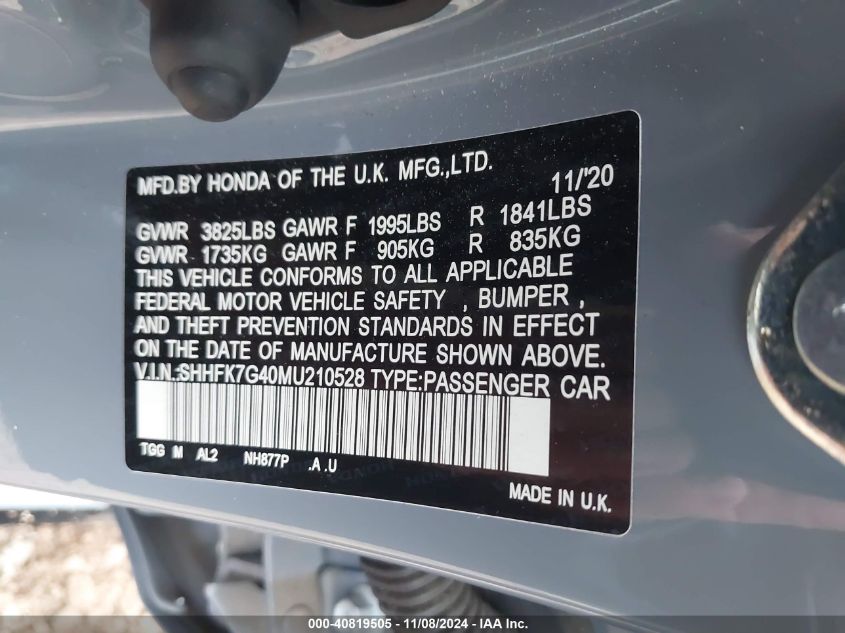 MFD.BY HONDA OF THE U.K. MFG.,LTD.
11/'20
GVWR 3825LBS GAWR F 1995LBS R 1841LBS
GVWR 1735KG GAWR F 905KG R 835KG
THIS VEHICLE CONFORMS TO ALL APPLICABLE
FEDERAL MOTOR VEHICLE SAFETY , BUMPER ,
AND THEFT PREVENTION STANDARDS IN EFFECT
ON THE DATE OF MANUFACTURE SHOWN ABOVE.
V.I.N.:SHHFK7G40MU210528 TYPE:PASSENGER CAR
TGG M AL2 NH877P .A .U
MADE IN U.K.
000-40819505 - 11/08/2024 - IAA Inc.